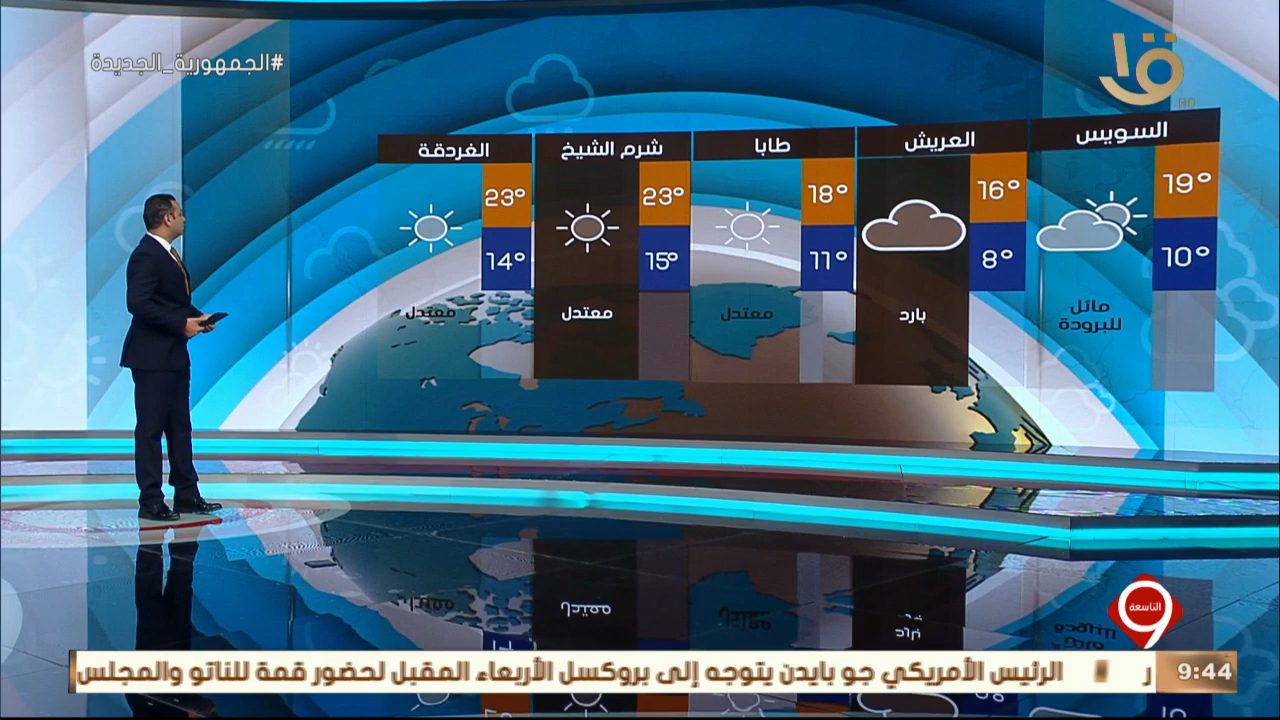 #الجمهورية_الجديدة
HD
السويس
19°
10°
مائل
للبرودة
العريش
16°
8°
بارد
طابا
18°
11°
معتدل
شرم الشيخ
23°
15°
معتدل
الغردقة
23°
14°
معتدل
التاسعة
9:44
ر الرئيس الأمريكي جو بايدن يتوجه إلى بروكسل الأربعاء المقبل لحضور قمة للناتو والمجلس